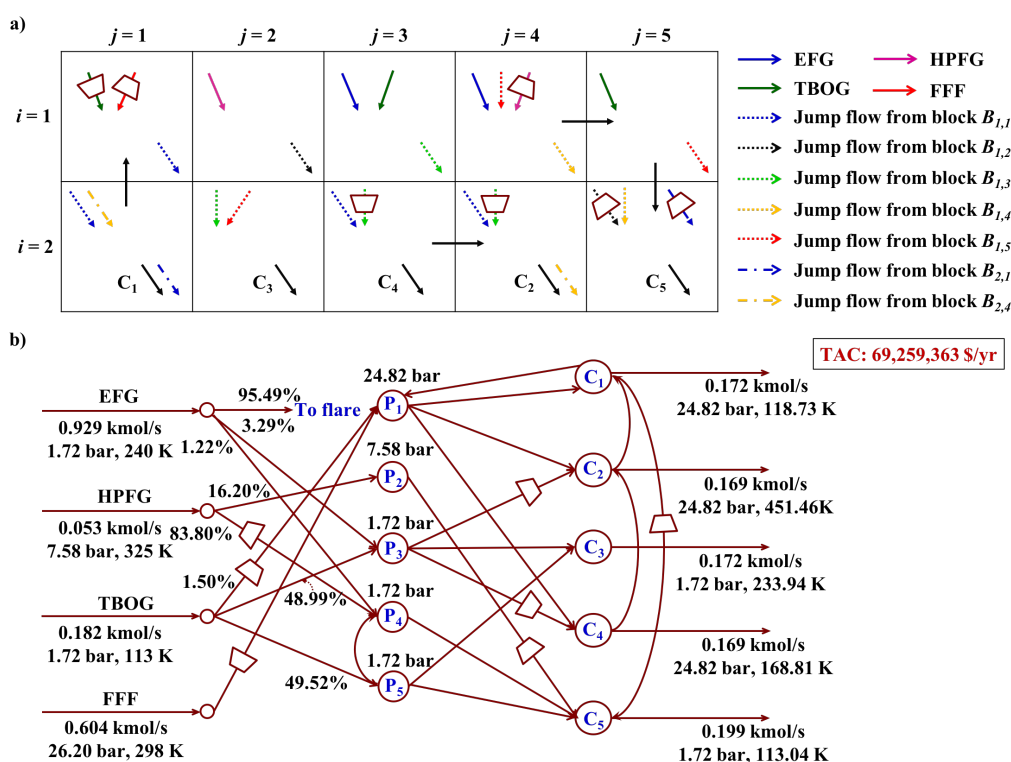 a)
j = 1
j = 2
j = 3
j = 4
j = 5
i = 1
i = 2
C1
C3
C4
C2
C5
EFG
HPFG
TBOG
FFF
Jump flow from block B1,1
Jump flow from block B1,2
Jump flow from block B1,3
Jump flow from block B1,4
Jump flow from block B1,5
Jump flow from block B2,1
Jump flow from block B2,4
b)
TAC: 69,259,363 $/yr
EFG
0.929 kmol/s
1.72 bar, 240 K
95.49%
To flare
3.29%
1.22%
HPFG
0.053 kmol/s
7.58 bar, 325 K
16.20%
83.80%
TBOG
0.182 kmol/s
1.72 bar, 113 K
1.50%
48.99%
49.52%
FFF
0.604 kmol/s
26.20 bar, 298 K
24.82 bar
P1
7.58 bar
P2
1.72 bar
P3
1.72 bar
P4
1.72 bar
P5
C1
0.172 kmol/s
24.82 bar, 118.73 K
C2
0.169 kmol/s
24.82 bar, 451.46K
C3
0.172 kmol/s
1.72 bar, 233.94 K
C4
0.169 kmol/s
24.82 bar, 168.81 K
C5
0.199 kmol/s
1.72 bar, 113.04 K